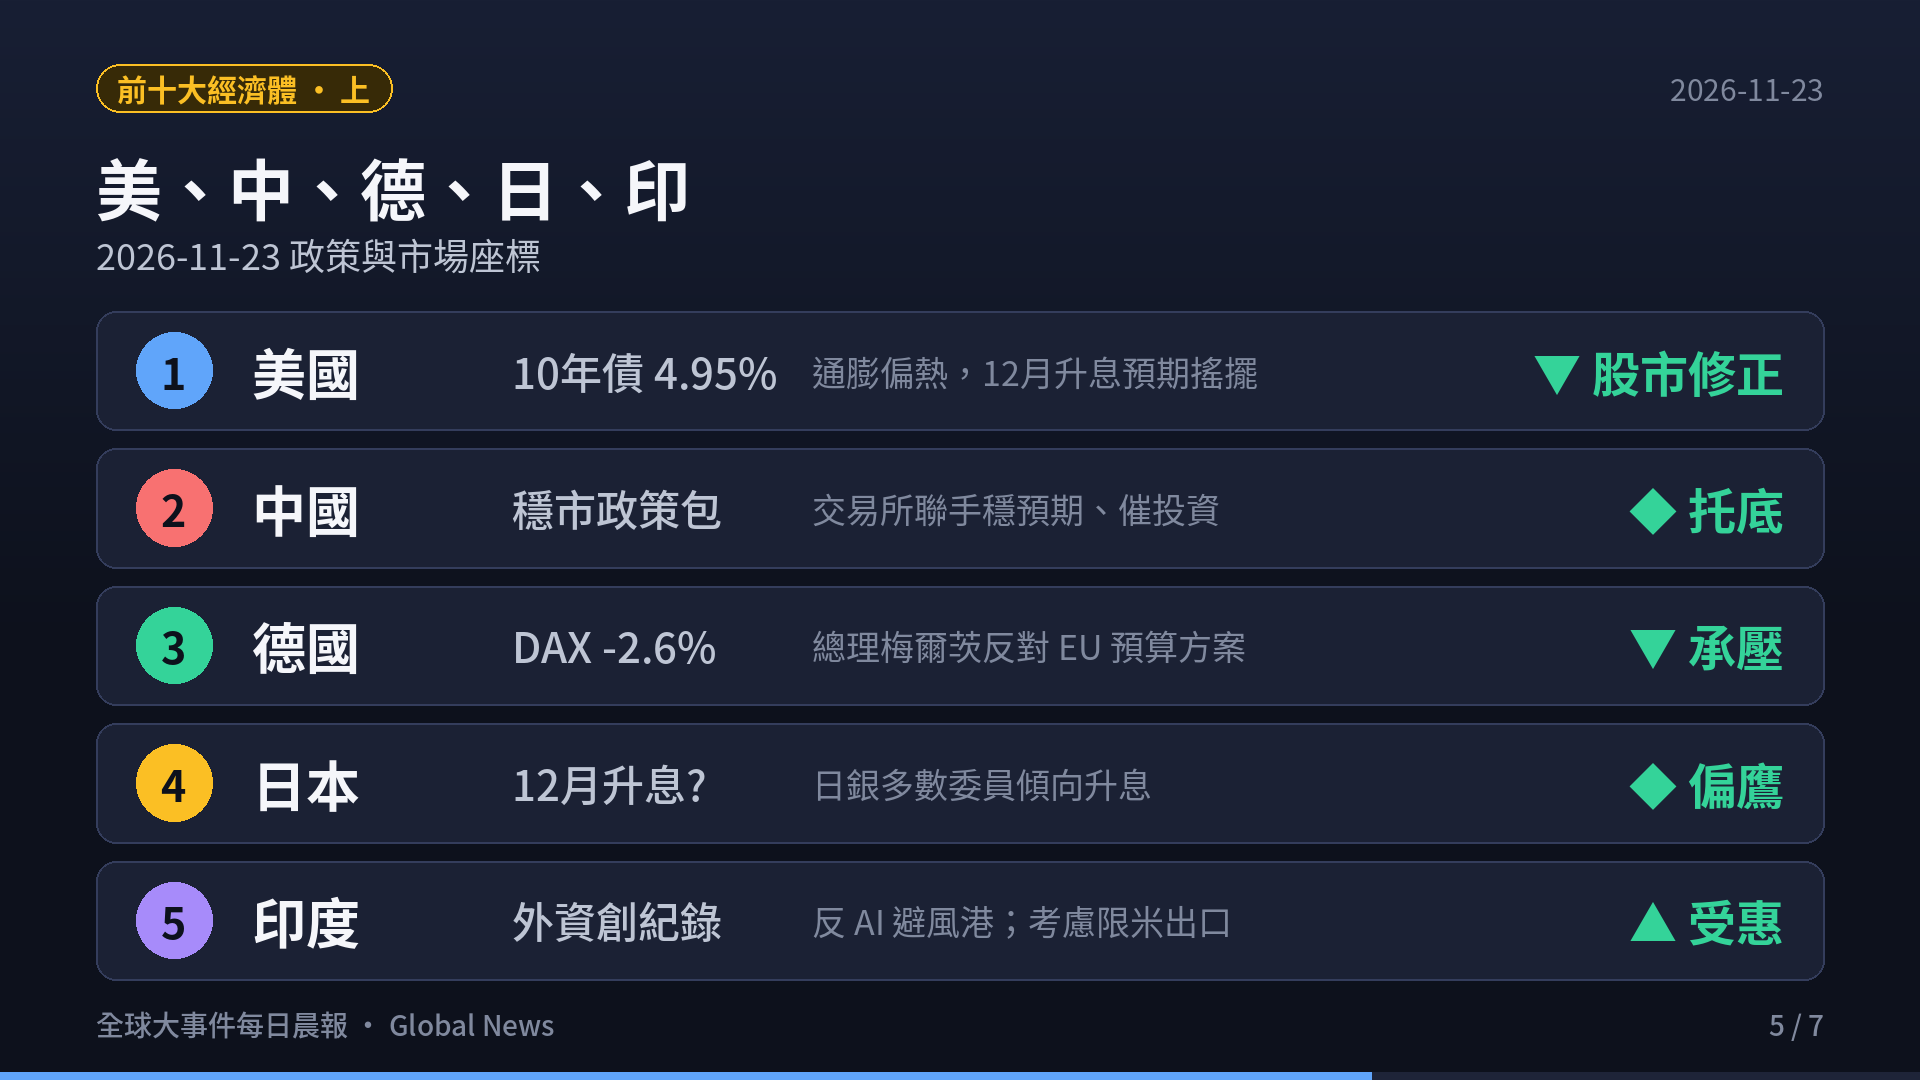 前十大經濟體 • 上
2026-11-23
美、中、德、日、印
2026-11-23 政策與市場座標
1 美國 10年債 4.95% 通膨偏熱，12月升息預期搖擺 ▼ 股市修正
2 中國 穩市政策包 交易所聯手穩預期、催投資 ◆ 托底
3 德國 DAX -2.6% 總理梅爾茨反對 EU 預算方案 ▼ 承壓
4 日本 12月升息? 日銀多數委員傾向升息 ◆ 偏鷹
5 印度 外資創紀錄 反 AI 避風港；考慮限米出口 ▲ 受惠
全球大事件每日晨報 • Global News
5 / 7